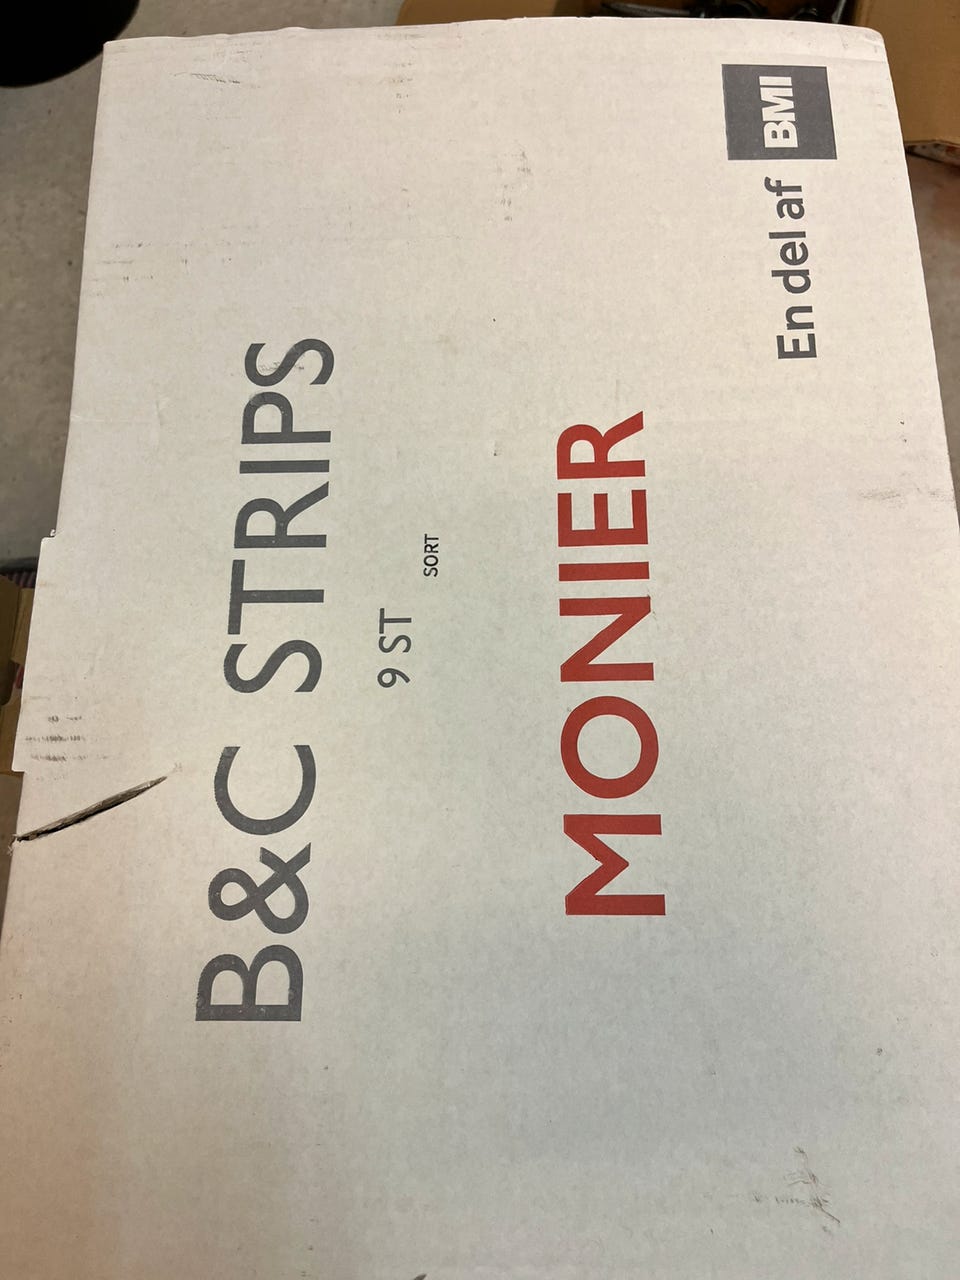 B&C STRIPS
9 ST
SORT
MONIER
En del af BMI